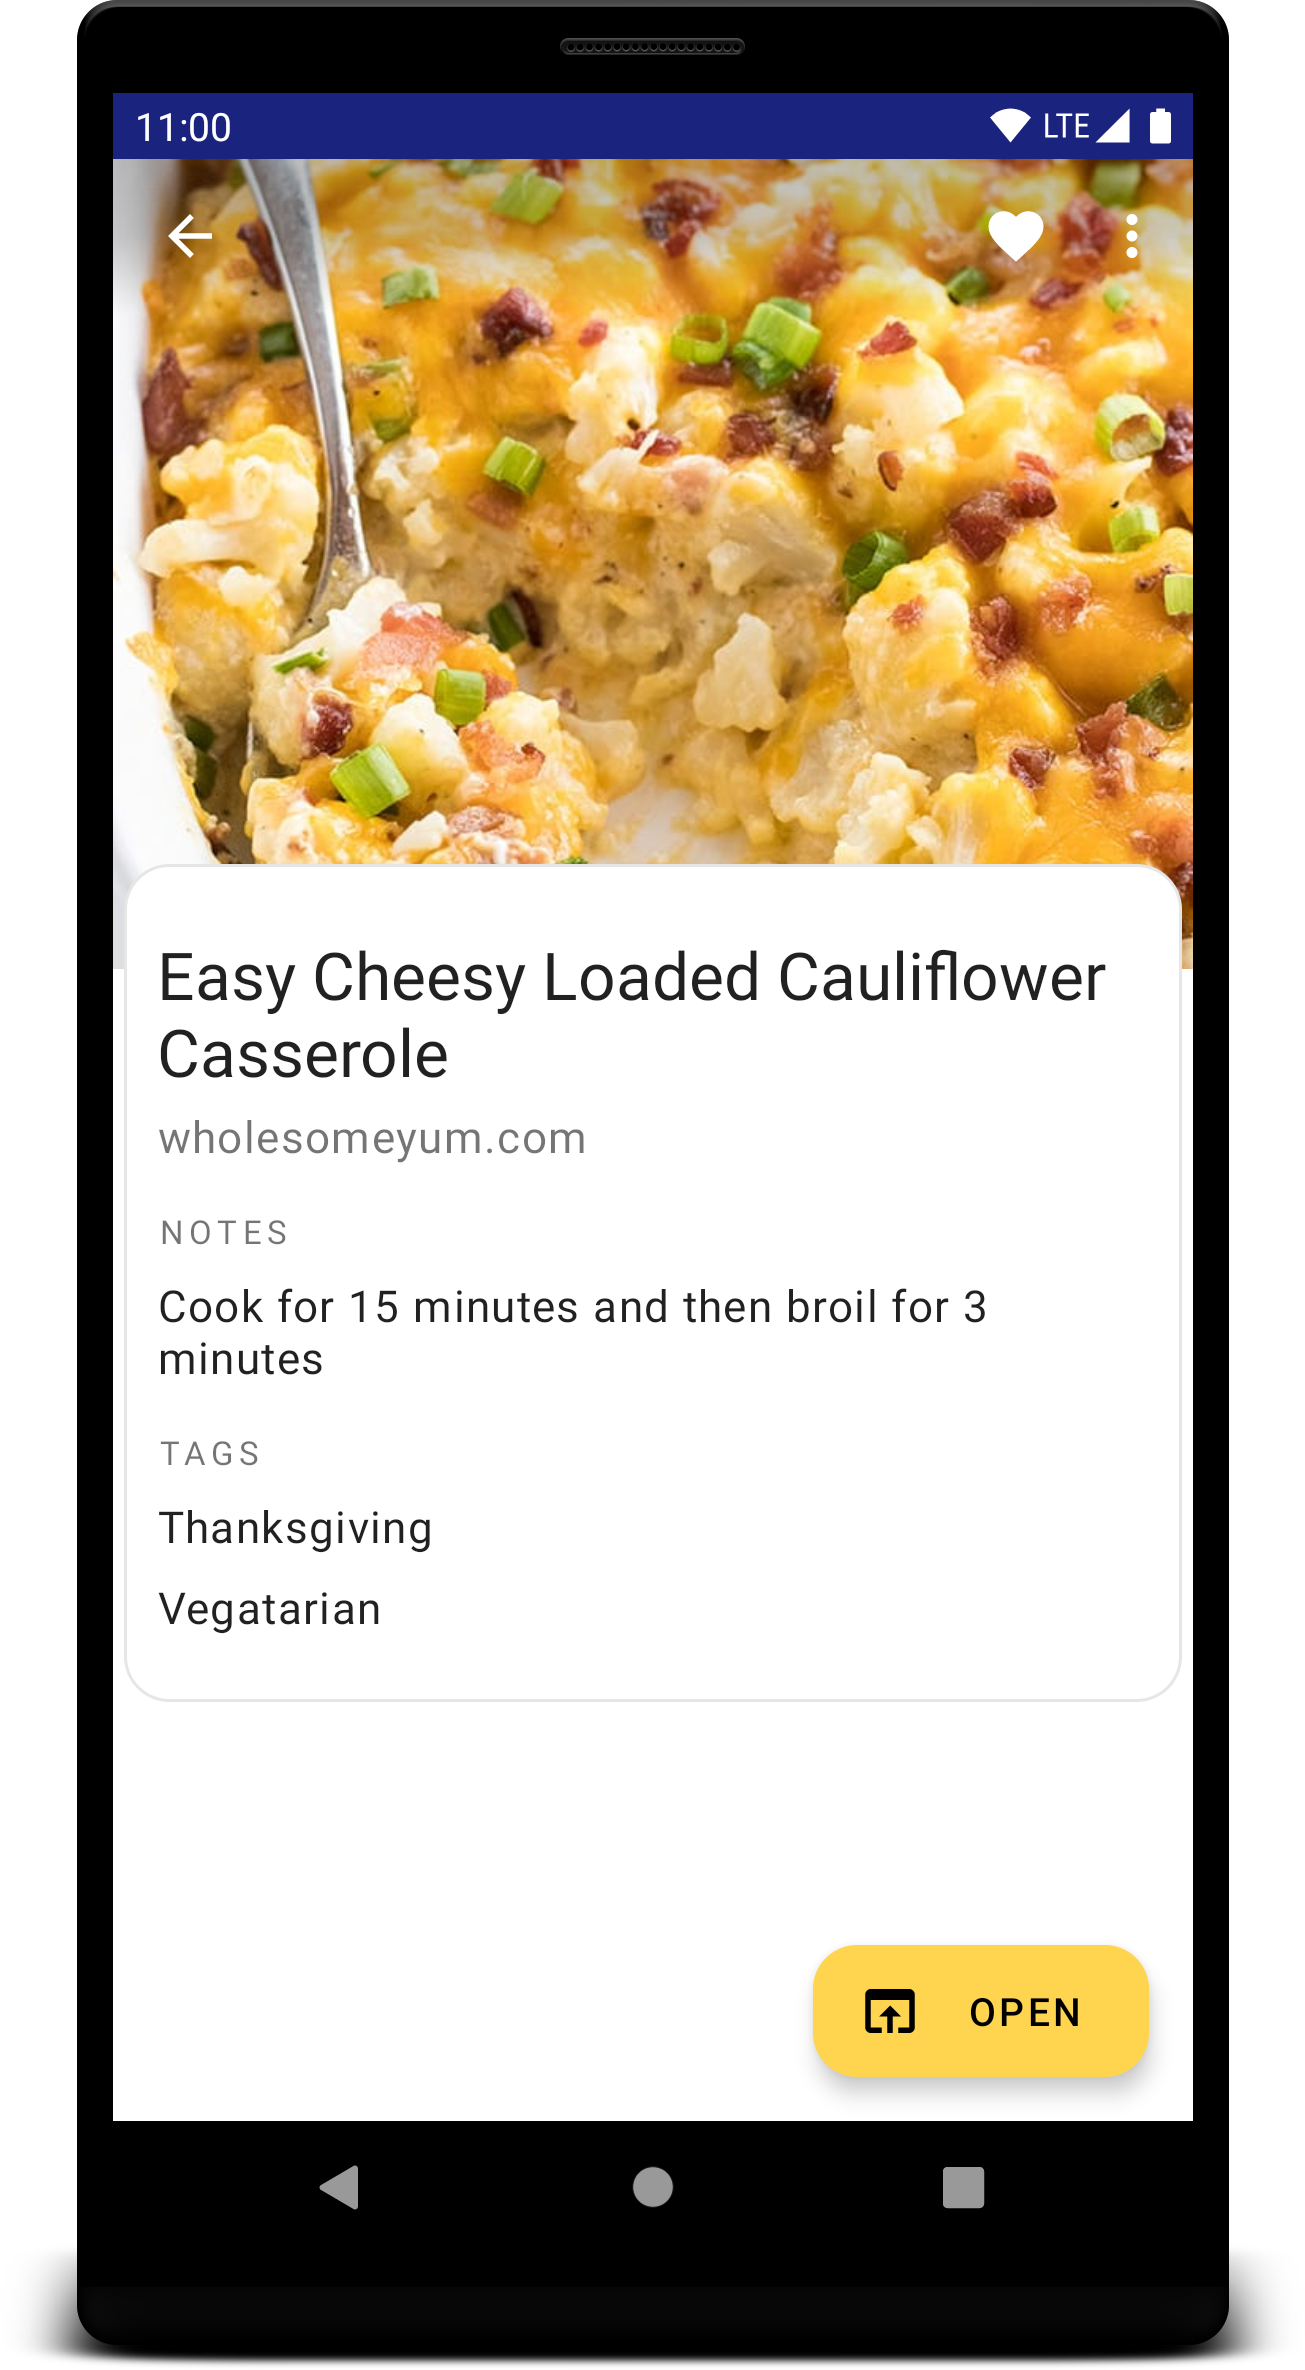 11:00 LTE
Easy Cheesy Loaded Cauliflower
Casserole
wholesomeyum.com
NOTES
Cook for 15 minutes and then broil for 3
minutes
TAGS
Thanksgiving
Vegatarian
OPEN